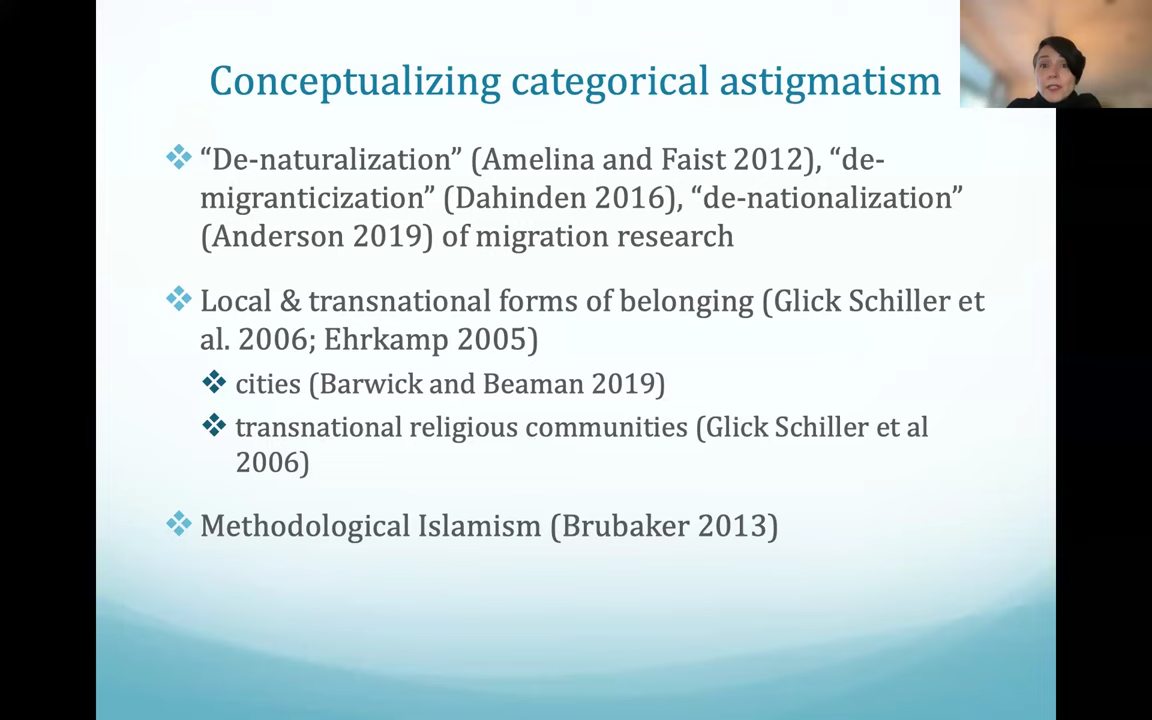 Conceptualizing categorical astigmatism
“De-naturalization” (Amelina and Faist 2012), “de-
migranticization” (Dahinden 2016), “de-nationalization”
(Anderson 2019) of migration research
Local & transnational forms of belonging (Glick Schiller et
al. 2006; Ehrkamp 2005)
cities (Barwick and Beaman 2019)
transnational religious communities (Glick Schiller et al
2006)
Methodological Islamism (Brubaker 2013)